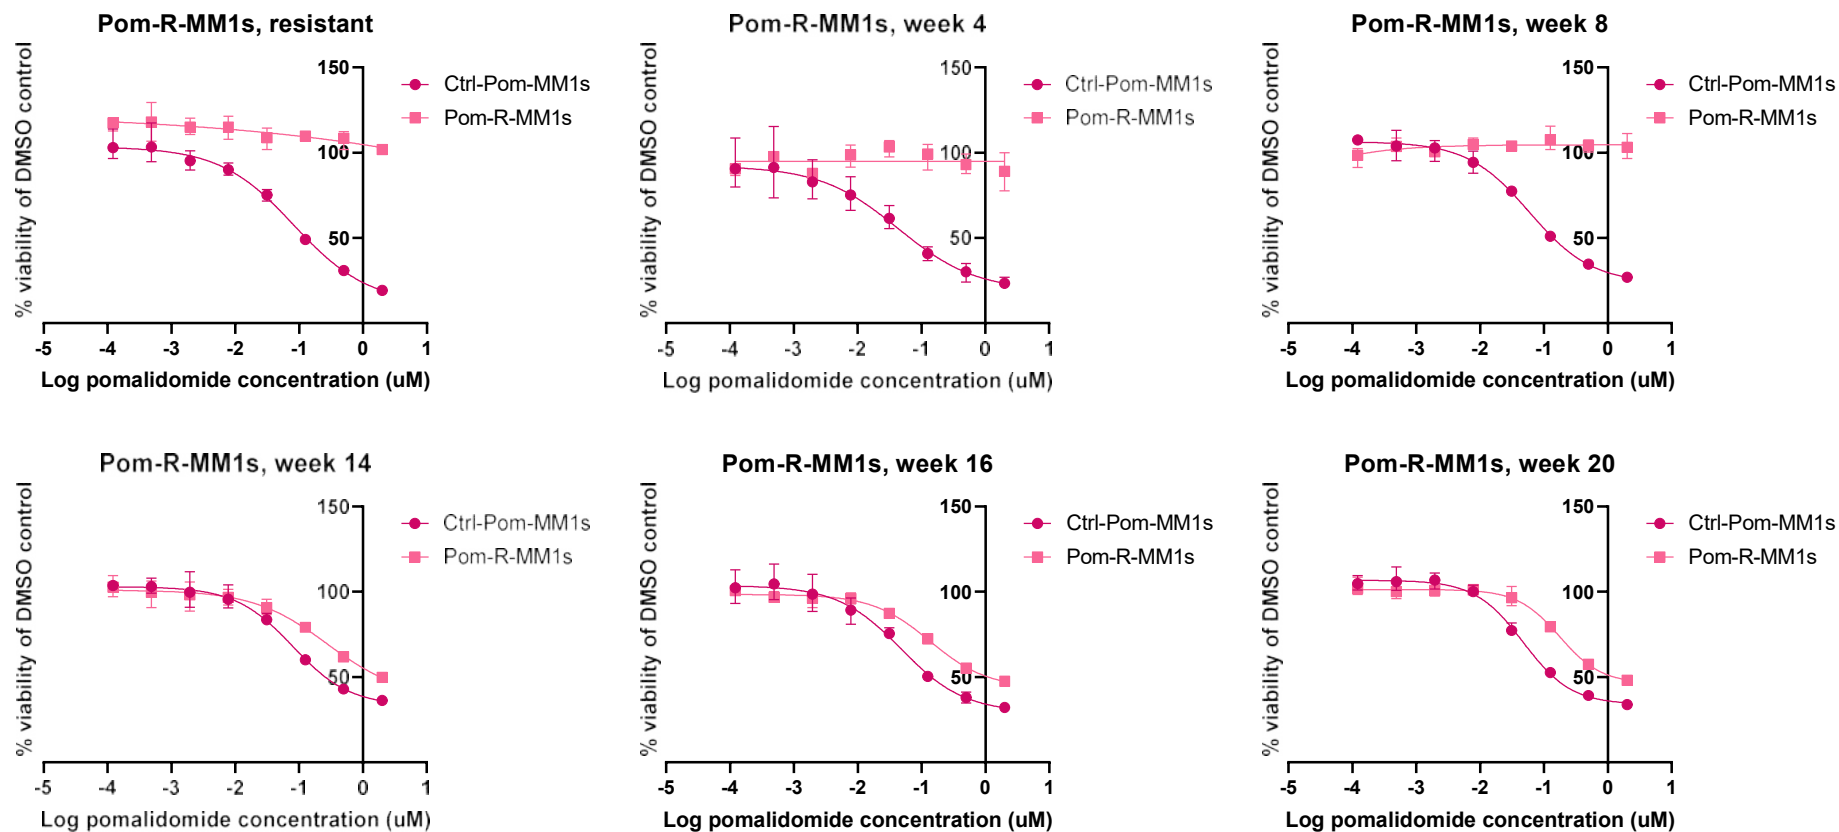 Pom-R-MM1s, resistant
% viability of DMSO control
150
100
50
-5 -4 -3 -2 -1 0 1
Log pomalidomide concentration (uM)
Ctrl-Pom-MM1s
Pom-R-MM1s
Pom-R-MM1s, week 4
% viability of DMSO control
150
100
50
-5 -4 -3 -2 -1 0 1
Log pomalidomide concentration (uM)
Ctrl-Pom-MM1s
Pom-R-MM1s
Pom-R-MM1s, week 8
% viability of DMSO control
150
100
50
-5 -4 -3 -2 -1 0 1
Log pomalidomide concentration (uM)
Ctrl-Pom-MM1s
Pom-R-MM1s
Pom-R-MM1s, week 14
% viability of DMSO control
150
100
50
-5 -4 -3 -2 -1 0 1
Log pomalidomide concentration (uM)
Ctrl-Pom-MM1s
Pom-R-MM1s
Pom-R-MM1s, week 16
% viability of DMSO control
150
100
50
-5 -4 -3 -2 -1 0 1
Log pomalidomide concentration (uM)
Ctrl-Pom-MM1s
Pom-R-MM1s
Pom-R-MM1s, week 20
% viability of DMSO control
150
100
50
-5 -4 -3 -2 -1 0 1
Log pomalidomide concentration (uM)
Ctrl-Pom-MM1s
Pom-R-MM1s